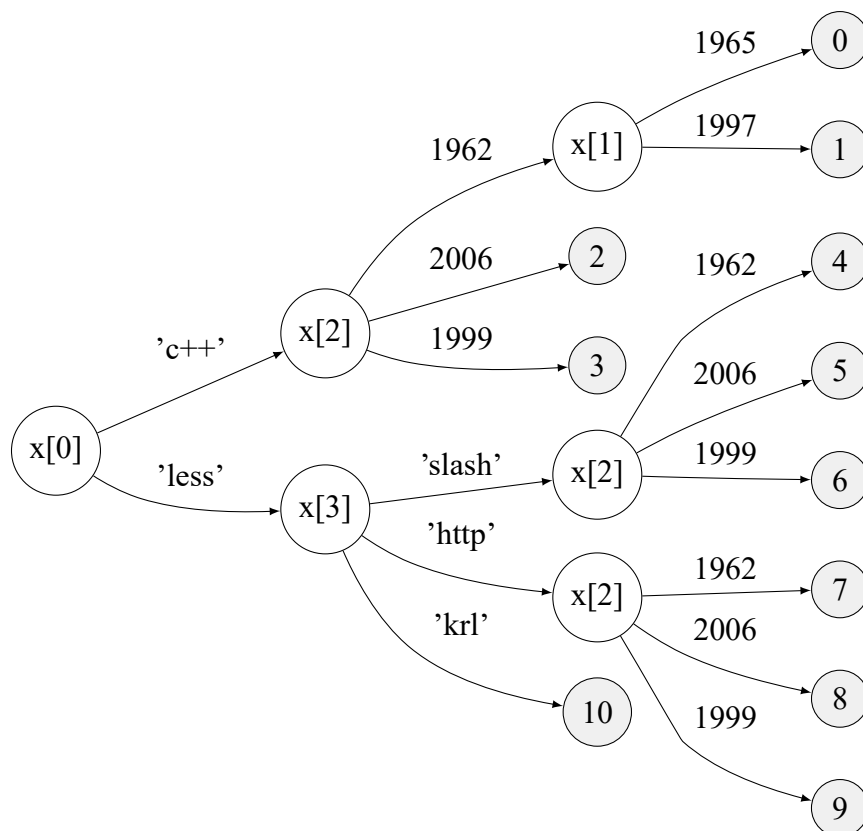 1965
0
1997
1
x[1]
1962
2006
2
1962
4
x[2]
1999
3
2006
5
'c++'
x[0]
'less'
x[3]
'slash'
x[2]
1999
6
'http'
x[2]
1962
7
'krl'
2006
8
10
1999
9